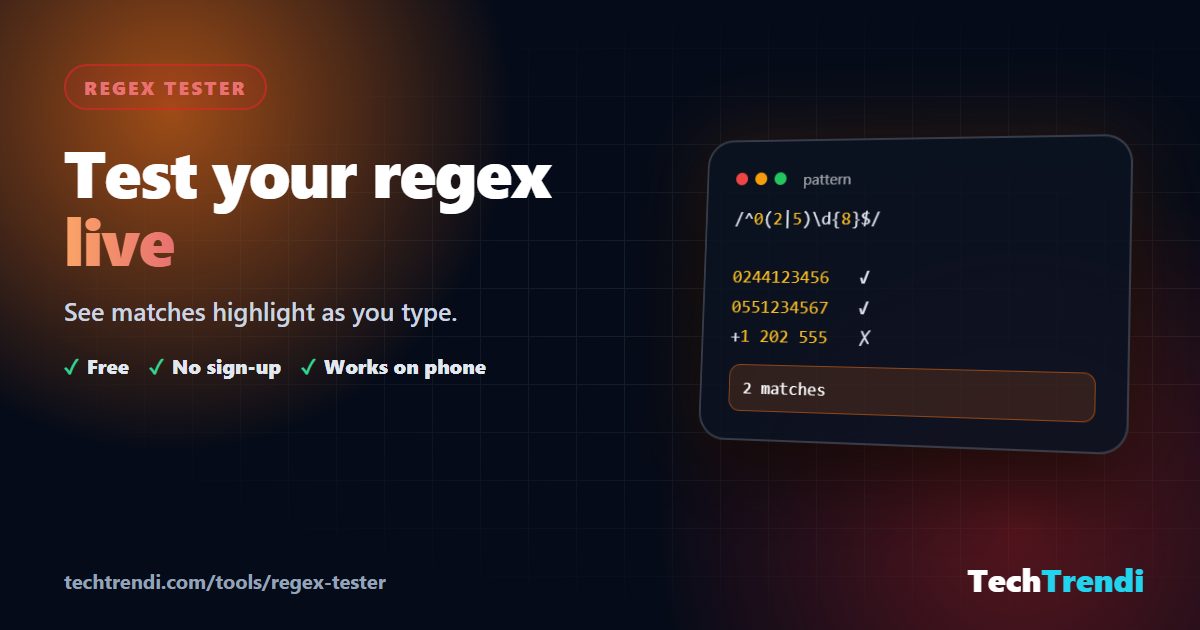 REGEX TESTER
Test your regex
live
See matches highlight as you type.
✓ Free ✓ No sign-up ✓ Works on phone
pattern
/^0(2|5)\d{8}$/
0244123456 ✓
0551234567 ✓
+1 202 555 ✗
2 matches
techtrendi.com/tools/regex-tester
TechTrendi